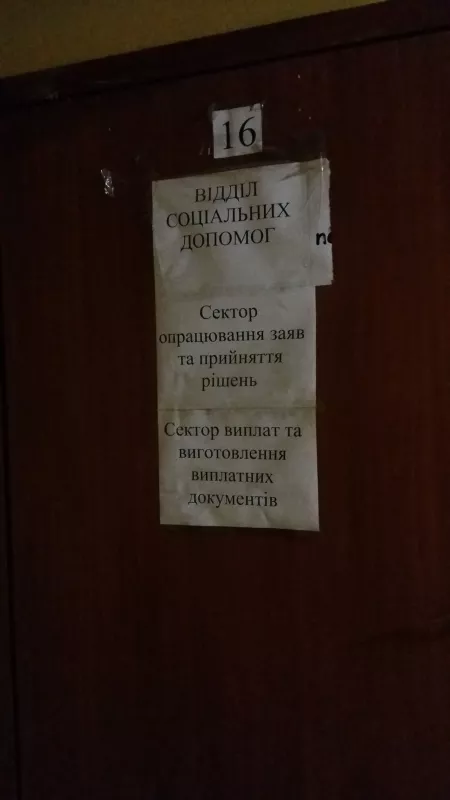 16
ВІДДІЛ
СОЦІАЛЬНИХ
ДОПОМОГ
Сектор
опрацювання заяв
та прийняття
рішень
Сектор виплат та
виготовлення
виплатних
документів